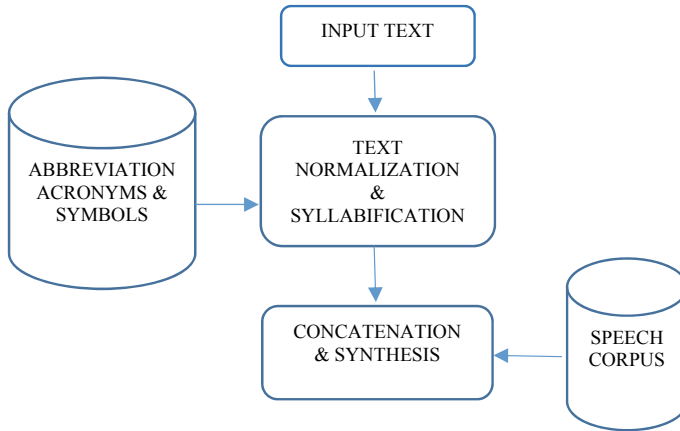 INPUT TEXT
ABBREVIATION
ACRONYMS &
SYMBOLS
TEXT
NORMALIZATION
&
SYLLABIFICATION
CONCATENATION
& SYNTHESIS
SPEECH
CORPUS